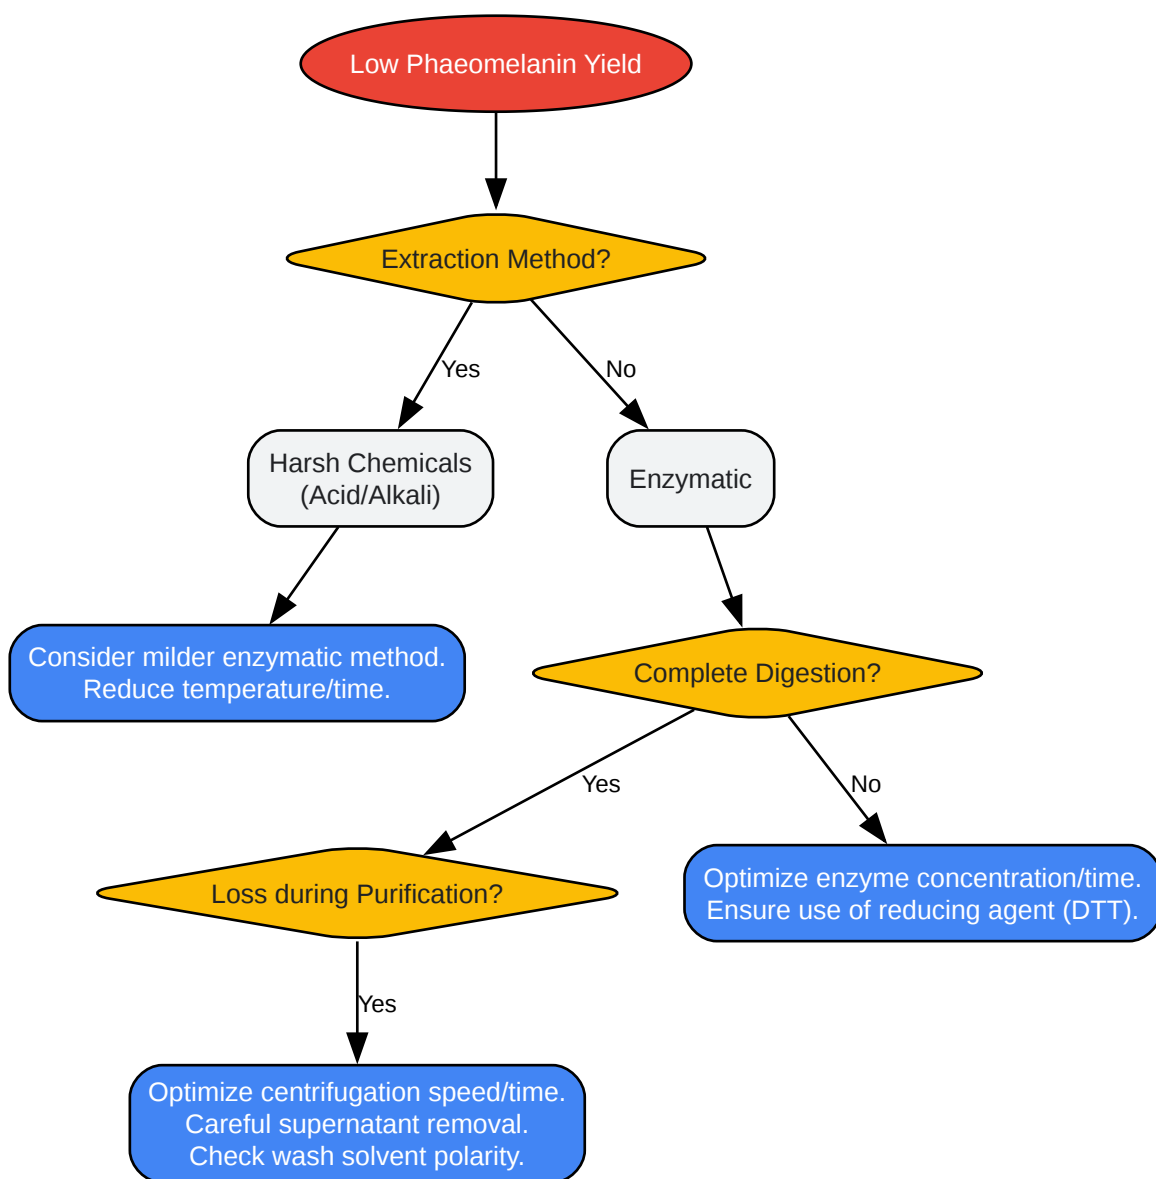 Low Phaeomelanin Yield
Extraction Method?
Yes
No
Harsh Chemicals
(Acid/Alkali)
Enzymatic
Consider milder enzymatic method.
Reduce temperature/time.
Complete Digestion?
Yes
No
Loss during Purification?
Optimize enzyme concentration/time.
Ensure use of reducing agent (DTT).
Yes
Optimize centrifugation speed/time.
Careful supernatant removal.
Check wash solvent polarity.